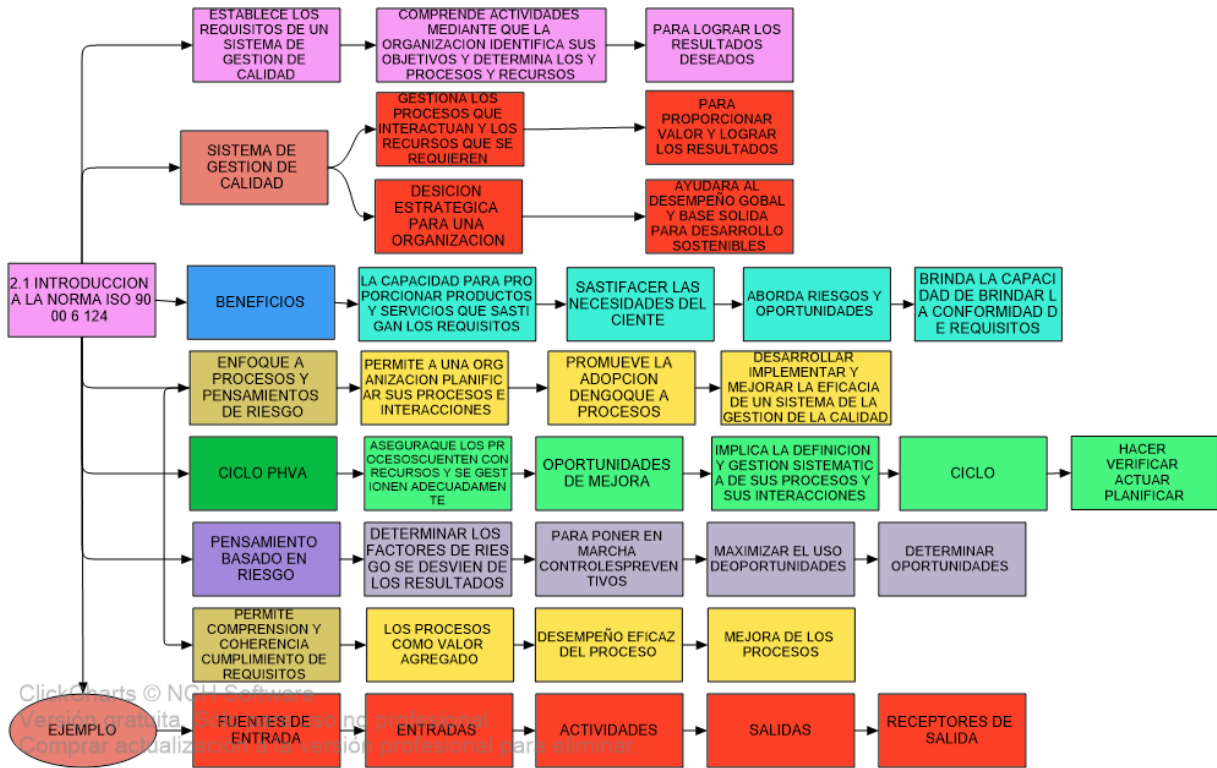 ESTABLECE LOS
REQUISITOS DE UN
SISTEMA DE
GESTION DE
CALIDAD
COMPRENDE ACTIVIDADES
MEDIANTE QUE LA
ORGANIZACION IDENTIFICA SUS
OBJETIVOS Y DETERMINA LOS Y
PROCESOS Y RECURSOS
PARA LOGRAR LOS
RESULTADOS
DESEADOS
SISTEMA DE
GESTION DE
CALIDAD
GESTIONA LOS
PROCESOS QUE
INTERACTUAN Y LOS
RECURSOS QUE SE
REQUIEREN
PARA
PROPORCIONAR
VALOR Y LOGRAR
LOS RESULTADOS
DESICION
ESTRATEGICA
PARA UNA
ORGANIZACION
AYUDARA AL
DESEMPEÑO GOBAL
Y BASE SOLIDA
PARA DESARROLLO
SOSTENIBLES
2.1 INTRODUCCION
A LA NORMA ISO 90
00 6 124
BENEFICIOS
LA CAPACIDAD PARA PRO
PORCIONAR PRODUCTOS
Y SERVICIOS QUE SASTI
GAN LOS REQUISITOS
SASTIFACER LAS
NECESIDADES DEL
CIENTE
ABORDA RIESGOS Y
OPORTUNIDADES
BRINDA LA CAPACI
DAD DE BRINDAR L
A CONFORMIDAD D
E REQUISITOS
ENFOQUE A
PROCESOS Y
PENSAMIENTOS
DE RIESGO
PERMITE A UNA ORG
ANIZACION PLANIFIC
AR SUS PROCESOS E
INTERACCIONES
PROMUEVE LA
ADOPCION
DENGOQUE A
PROCESOS
DESARROLLAR
IMPLEMENTAR Y
MEJORAR LA EFICACIA
DE UN SISTEMA DE LA
GESTION DE LA CALIDAD
CICLO PHVA
ASEGURAQUE LOS PR
OCESOSCUENTEN CON
RECURSOS Y SE GEST
IONEN ADECUADAMEN
TE
OPORTUNIDADES
DE MEJORA
IMPLICA LA DEFINICION
Y GESTION SISTEMATIC
A DE SUS PROCESOS Y
SUS INTERACCIONES
CICLO
HACER
VERIFICAR
ACTUAR
PLANIFICAR
PENSAMIENTO
BASADO EN
RIESGO
DETERMINAR LOS
FACTORES DE RIES
GO SE DESVIEN DE
LOS RESULTADOS
PARA PONER EN
MARCHA
CONTROLESPREVEN
TIVOS
MAXIMIZAR EL USO
DEOPORTUNIDADES
DETERMINAR
OPORTUNIDADES
PERMITE
COMPRENSION Y
COHERENCIA
CUMPLIMIENTO DE
REQUISITOS
LOS PROCESOS
COMO VALOR
AGREGADO
DESEMPEÑO EFICAZ
DEL PROCESO
MEJORA DE LOS
PROCESOS
EJEMPLO
FUENTES DE
ENTRADA
ENTRADAS
ACTIVIDADES
SALIDAS
RECEPTORES DE
SALIDA
ClickCharts © NCH Software
Versión gratuita. Solo para uso no profesional.
Comprar actualización a la versión profesional para eliminar.